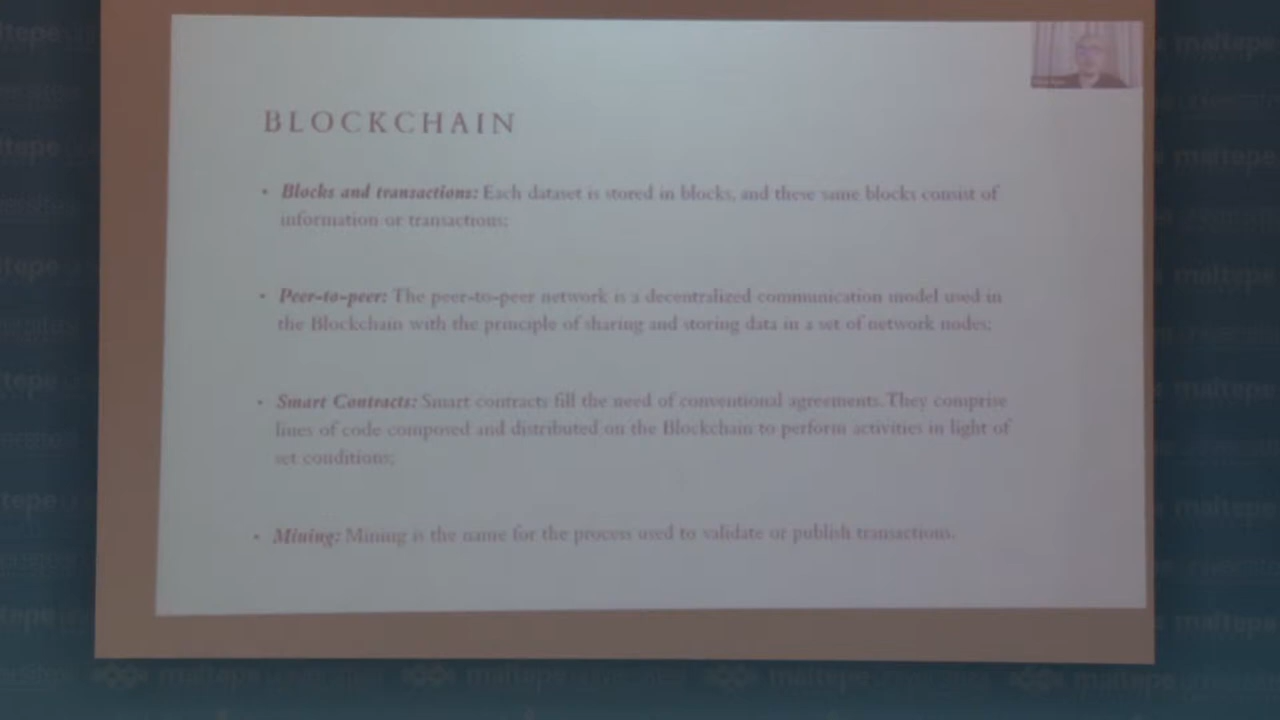 BLOCKCHAIN
• Blocks and transactions: Each dataset is stored in blocks, and these same blocks consist of
information or transactions;
• Peer-to-peer: The peer-to-peer network is a decentralized communication model used in
the Blockchain with the principle of sharing and storing data in a set of network nodes;
• Smart Contracts: Smart contracts fill the need of conventional agreements. They comprise
lines of code composed and distributed on the Blockchain to perform activities in light of
set conditions;
• Mining: Mining is the name for the process used to validate or publish transactions.
maltepe
maltepe
maltepe
maltepe